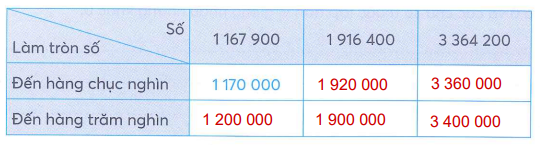 Số
Làm tròn số
1 167 900 1 916 400 3 364 200
Đến hàng chục nghìn 1 170 000 1 920 000 3 360 000
Đến hàng trăm nghìn 1 200 000 1 900 000 3 400 000